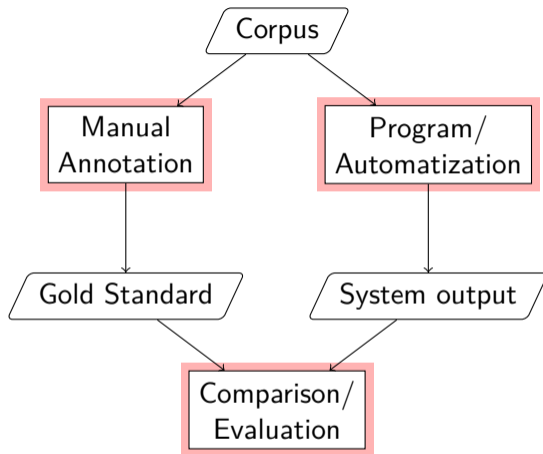 Corpus
Manual
Annotation
Program/
Automatization
Gold Standard
System output
Comparison/
Evaluation